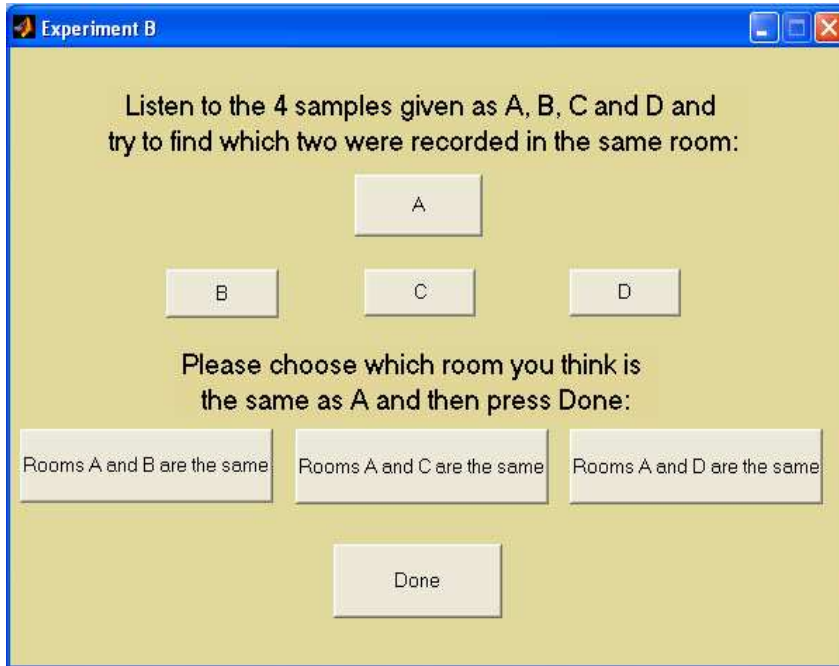 Experiment B
Listen to the 4 samples given as A, B, C and D and
try to find which two were recorded in the same room:
A
B C D
Please choose which room you think is
the same as A and then press Done:
Rooms A and B are the same Rooms A and C are the same Rooms A and D are the same
Done